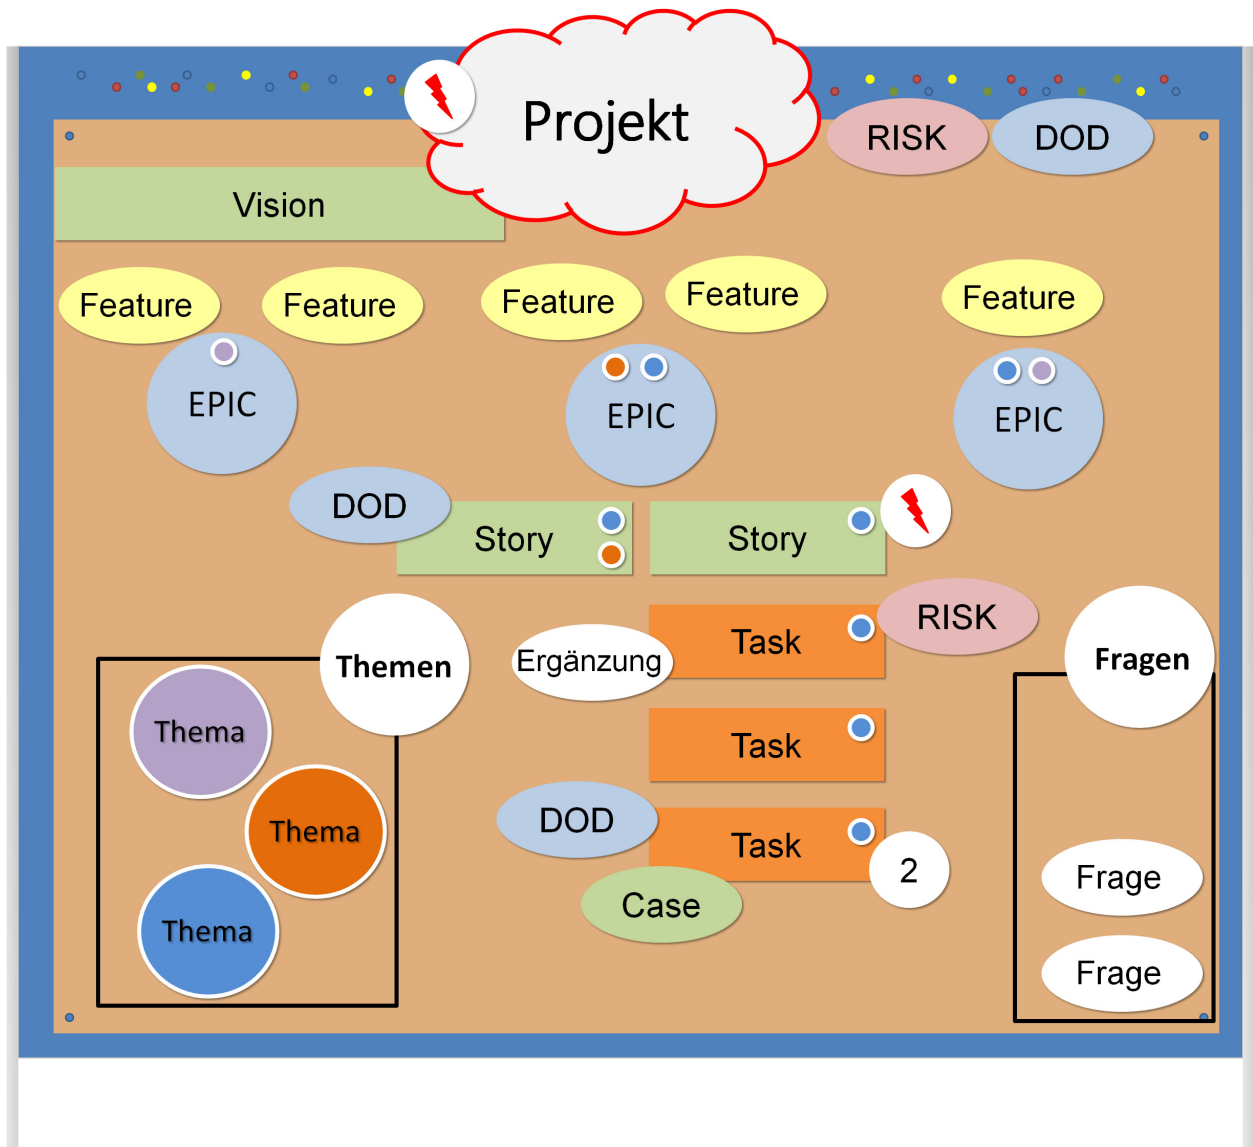 Projekt
RISK
DOD
Vision
Feature
Feature
Feature
Feature
Feature
EPIC
EPIC
EPIC
DOD
Story
Story
Task
RISK
Ergänzung
Themen
Fragen
Thema
Task
Thema
DOD
Task
2
Case
Frage
Thema
Frage